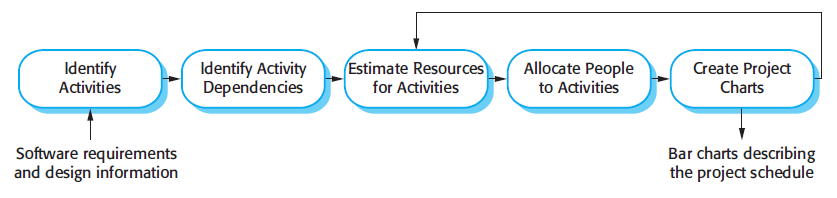 Identify
Activities
Identify Activity
Dependencies
Estimate Resources
for Activities
Allocate People
to Activities
Create Project
Charts
Software requirements
and design information
Bar charts describing
the project schedule